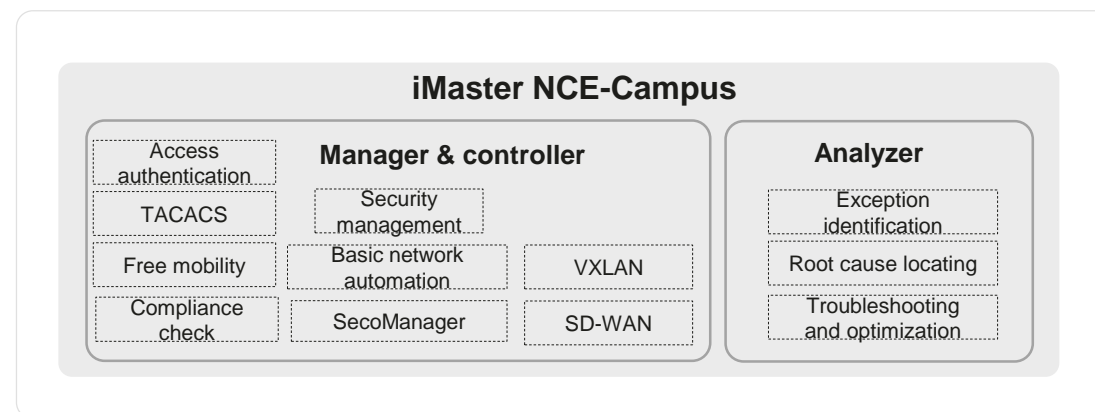 iMaster NCE-Campus
Manager & controller
Access
authentication
TACACS
Free mobility
Compliance
check
Security
management
Basic network
automation
SecoManager
VXLAN
SD-WAN
Analyzer
Exception
identification
Root cause locating
Troubleshooting
and optimization